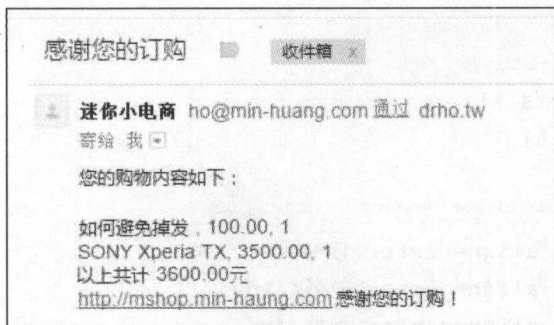 感谢您的订购 收件箱 x
迷你小电商 ho@min-huang.com 通过 drho.tw
寄给 我
您的购物内容如下：
如何避免掉发，100.00, 1
SONY Xperia TX, 3500.00, 1
以上共计 3600.00元
http://mshop.min-haung.com 感谢您的订购！